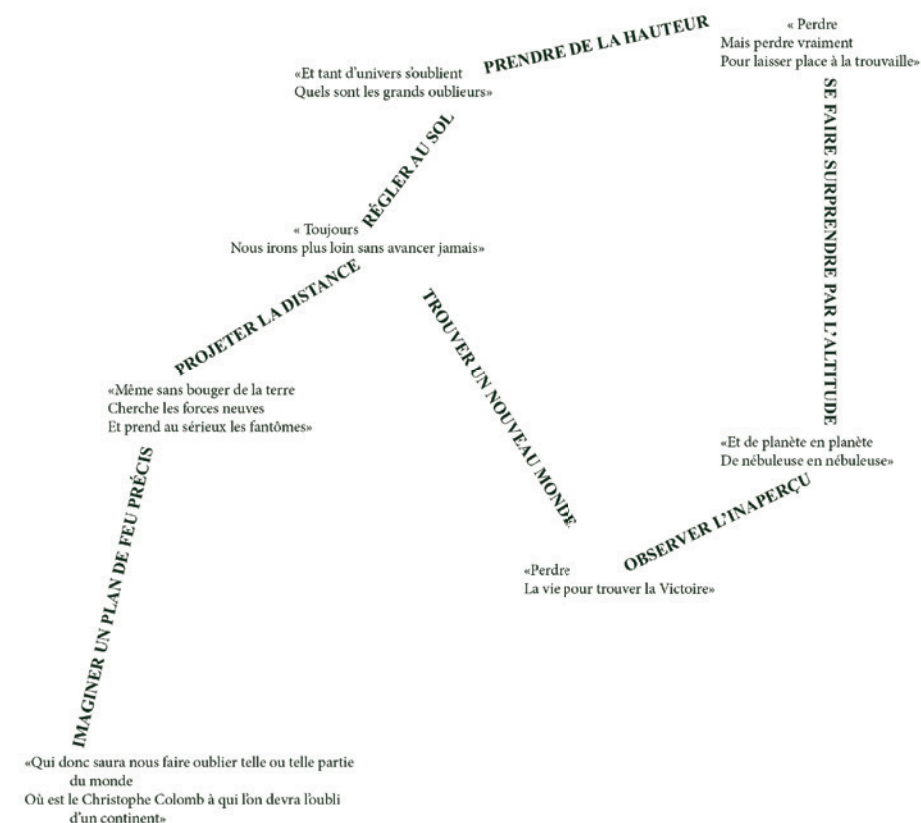 « Perdre
Mais perdre vraiment
Pour laisser place à la trouvaille»
PRENDRE DE LA HAUTEUR
«Et tant d'univers s'oublient
Quels sont les grands oublieurs»
SE FAIRE SURPRENDRE PAR L'ALTITUDE
RÉGLER AU SOL
« Toujours
Nous irons plus loin sans avancer jamais»
PROJETER LA DISTANCE
TROUVER UN NOUVEAU MONDE
«Même sans bouger de la terre
Cherche les forces neuves
Et prend au sérieux les fantômes»
«Et de planète en planète
De nébuleuse en nébuleuse»
OBSERVER L'INAPERÇU
«Perdre
La vie pour trouver la Victoire»
IMAGINER UN PLAN DE FEU PRÉCIS
«Qui donc saura nous faire oublier telle ou telle partie
du monde
Où est le Christophe Colomb à qui l'on devra l'oubli
d'un continent»